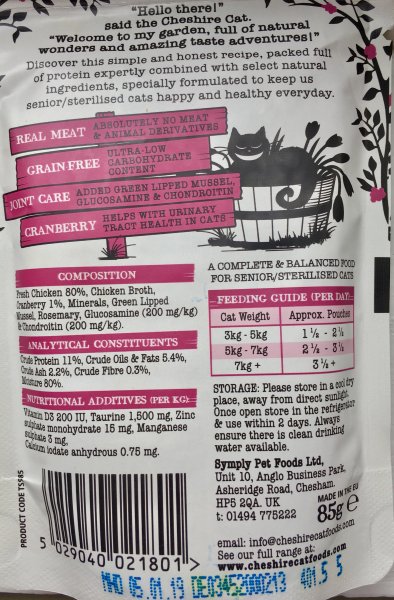 "Hello there!"
said the Cheshire Cat.
"Welcome to my garden, full of natural
wonders and amazing taste adventures!"
Discover this simple and honest recipe, packed full
of protein expertly combined with select natural
ingredients, specially formulated to keep us
senior/sterilised cats happy and healthy everyday.
REAL MEAT ABSOLUTELY NO MEAT
& ANIMAL DERIVATIVES
GRAIN-FREE ULTRA-LOW
CARBOHYDRATE
CONTENT
JOINT CARE ADDED GREEN LIPPED MUSSEL,
GLUCOSAMINE & CHONDROITIN
CRANBERRY HELPS WITH URINARY
TRACT HEALTH IN CATS
COMPOSITION
Fresh Chicken 80%, Chicken Broth,
Cranberry 1%, Minerals, Green Lipped
Mussel, Rosemary, Glucosamine (200 mg/kg)
& Chondroitin (200 mg/kg).
ANALYTICAL CONSTITUENTS
Crude Protein 11%, Crude Oils & Fats 5.4%,
Crude Ash 2.2%, Crude Fibre 0.3%,
Moisture 80%.
NUTRITIONAL ADDITIVES (PER KG):
Vitamin D3 200 IU, Taurine 1,500 mg, Zinc
sulphate monohydrate 15 mg, Manganese
sulphate 3 mg,
Calcium iodate anhydrous 0.75 mg.
A COMPLETE & BALANCED FOOD
FOR SENIOR/STERILISED CATS
FEEDING GUIDE (PER DAY):
Cat Weight Approx. Pouches
3kg - 5kg 1 ½ - 2 ½
5kg - 7kg 2 ½ - 3 ½
7kg + 3 ½ +
STORAGE: Please store in a cool dry
place, away from direct sunlight.
Once open store in the refrigerator
& use within 2 days. Always
ensure there is clean drinking
water available.
Symply Pet Foods Ltd,
Unit 10, Anglo Business Park,
Asheridge Road, Chesham.
HP5 2QA. UK
t: 01494 775222
MADE IN THE EU
85g e
email: info@cheshirecatfoods.com
See our full range at:
www.cheshirecatfoods.com
PRODUCT CODE TSS85
5 029040 021801 >